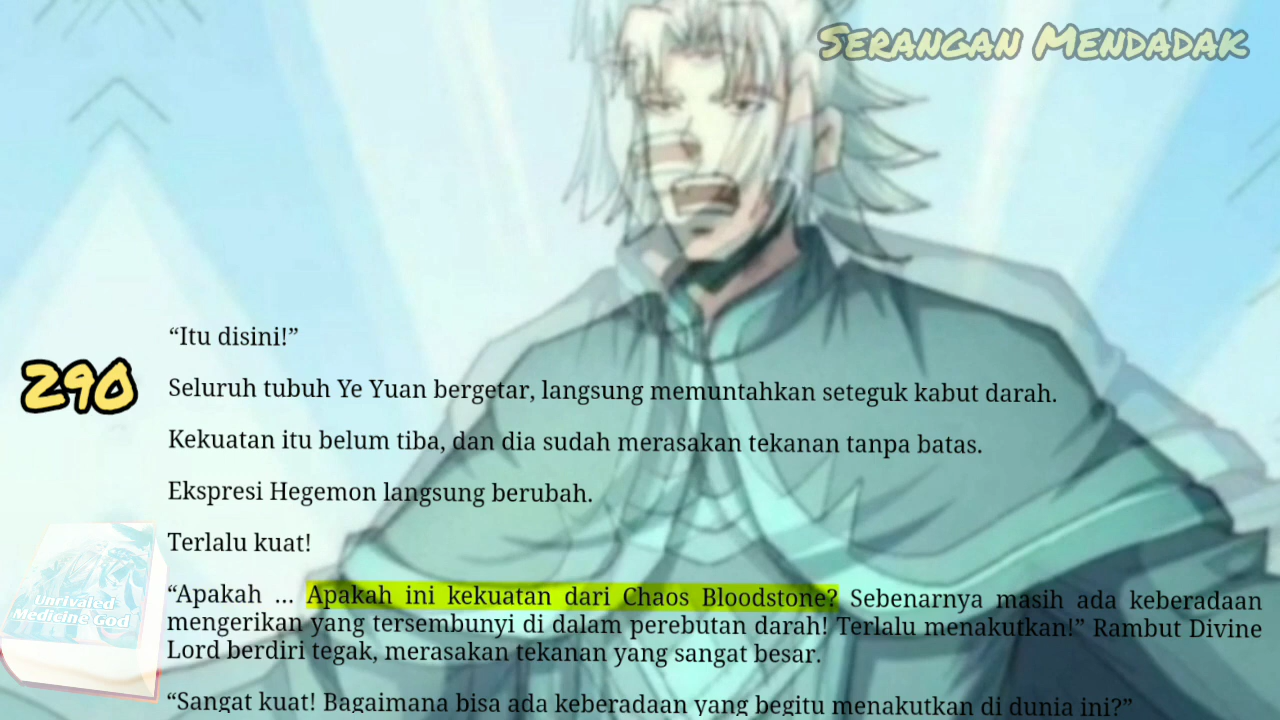 Serangan Mendadak
“Itu disini!”
290
Seluruh tubuh Ye Yuan bergetar, langsung memuntahkan seteguk kabut darah.
Kekuatan itu belum tiba, dan dia sudah merasakan tekanan tanpa batas.
Ekspresi Hegemon langsung berubah.
Terlalu kuat!
“Apakah ... Apakah ini kekuatan dari Chaos Bloodstone? Sebenarnya masih ada keberadaan
mengerikan yang tersembunyi di dalam perebutan darah! Terlalu menakutkan!” Rambut Divine
Lord berdiri tegak, merasakan tekanan yang sangat besar.
Unrivaled
Medicine God
“Sangat kuat! Bagaimana bisa ada keberadaan yang begitu menakutkan di dunia ini?”